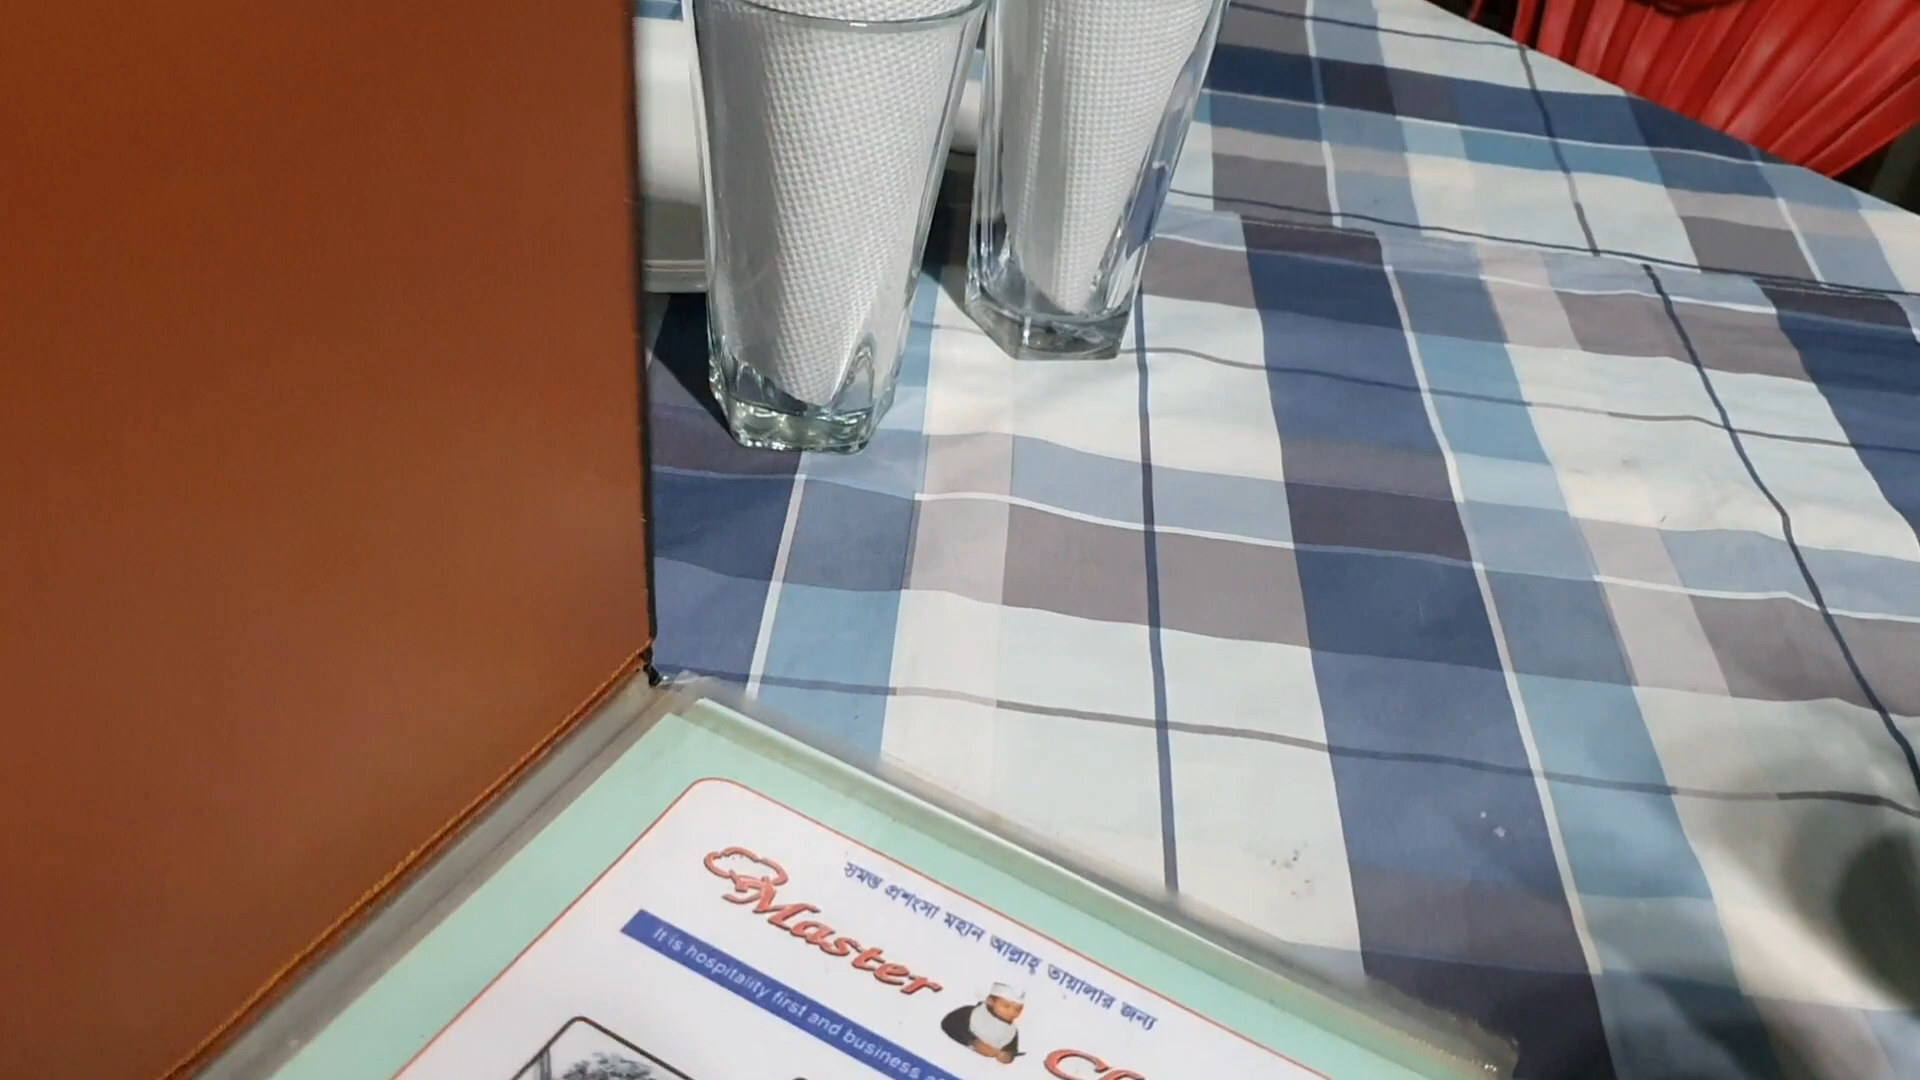 সমস্ত প্রশংসা মহান আল্লাহ্ তায়ালার জন্য
Master
It is hospitality first and business